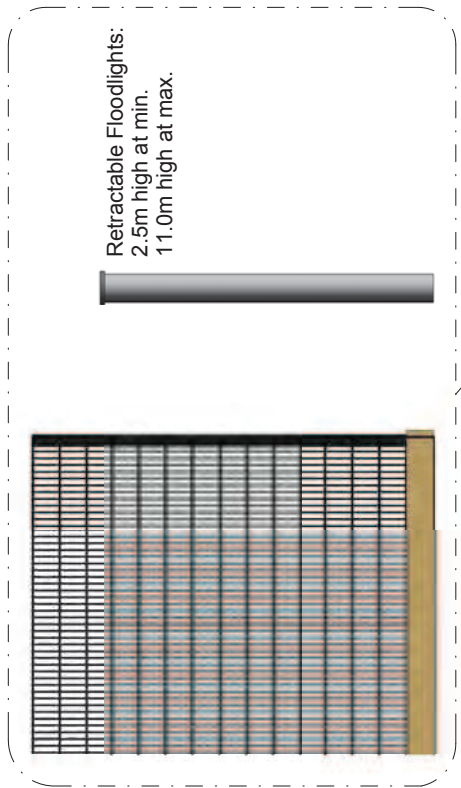 Retractable Floodlights:
2.5m high at min.
11.0m high at max.